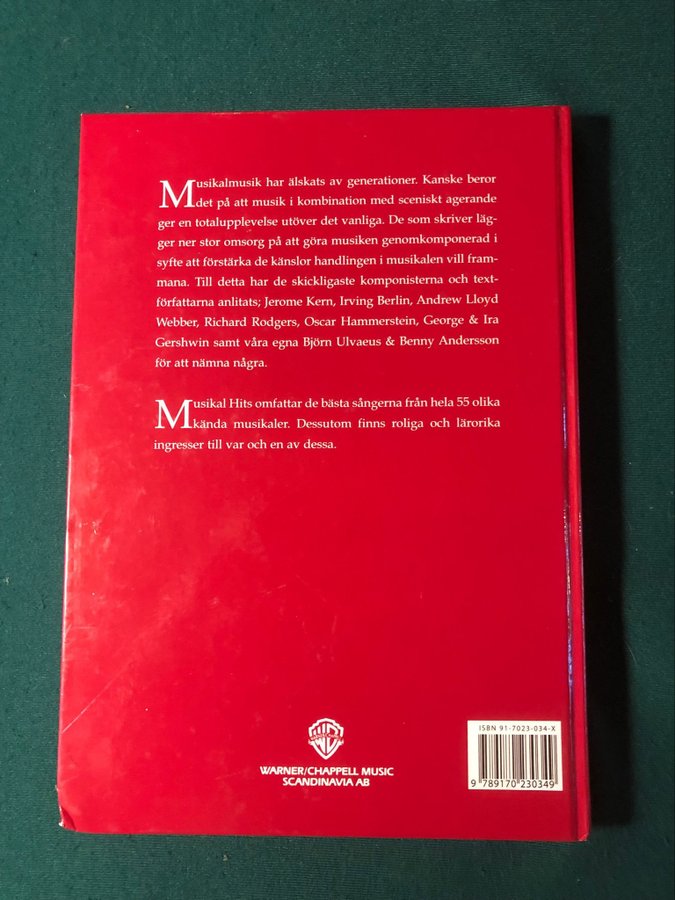 Musikalmusik har älskats av generationer. Kanske beror
det på att musik i kombination med sceniskt agerande
ger en totalupplevelse utöver det vanliga. De som skriver läg-
ger ner stor omsorg på att göra musiken genomkomponerad i
syfte att förstärka de känslor handlingen i musikalen vill fram-
mana. Till detta har de skickligaste komponisterna och text-
författarna anlitats; Jerome Kern, Irving Berlin, Andrew Lloyd
Webber, Richard Rodgers, Oscar Hammerstein, George & Ira
Gershwin samt våra egna Björn Ulvaeus & Benny Andersson
för att nämna några.
Musikal Hits omfattar de bästa sångerna från hela 55 olika
kända musikaler. Dessutom finns roliga och lärorika
ingresser till var och en av dessa.
WARNER/CHAPPELL MUSIC
SCANDINAVIA AB
ISBN 91-7023-034-X
9 789170 230349